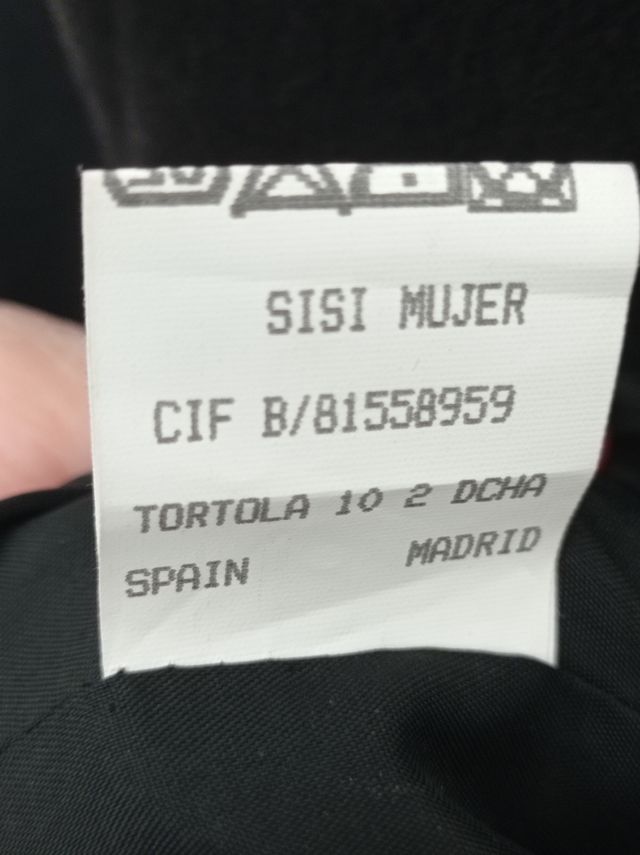 SISI MUJER
CIF B/81558959
TORTOLA 10 2 DCHA
SPAIN MADRID